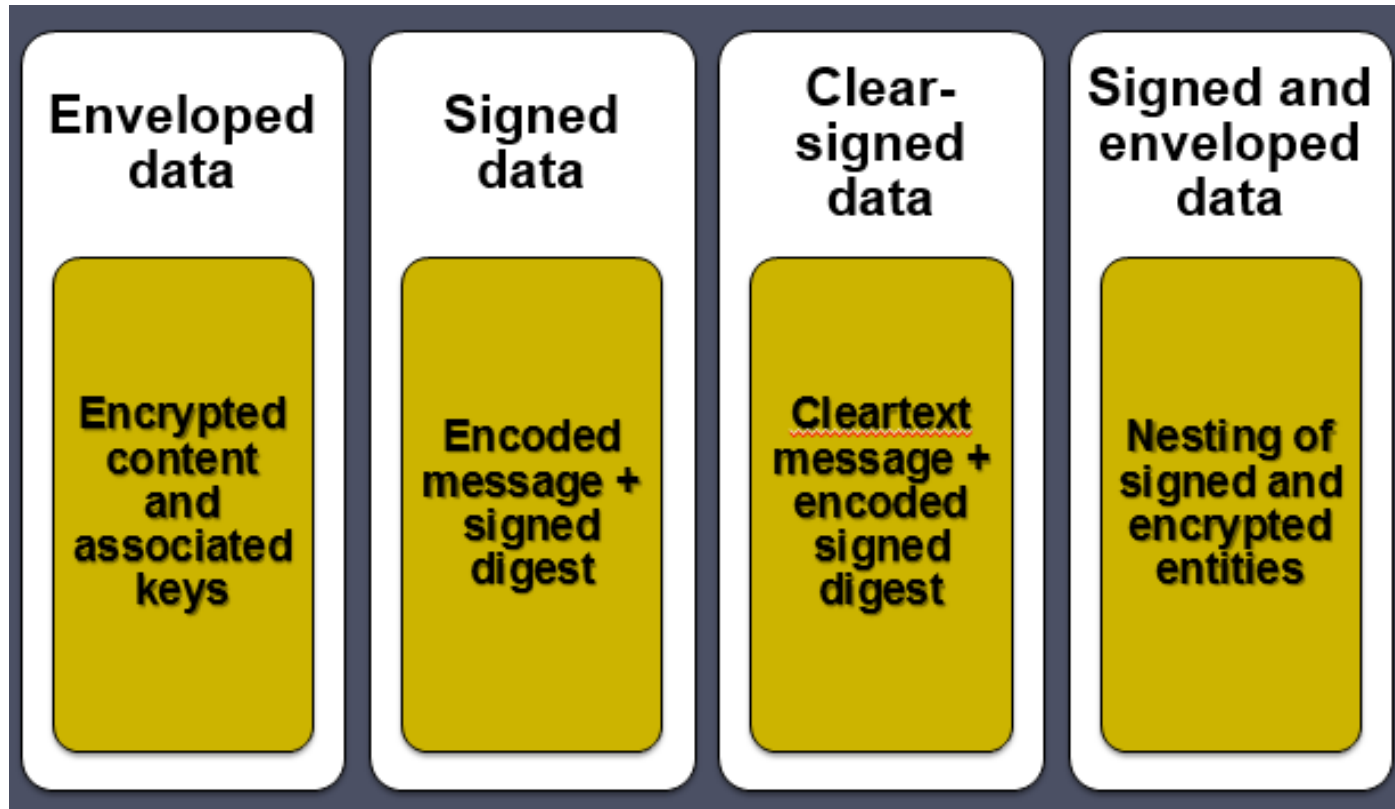 Enveloped
data
Encrypted
content
and
associated
keys
Signed
data
Encoded
message +
signed
digest
Clear-
signed
data
Cleartext
message +
encoded
signed
digest
Signed and
enveloped
data
Nesting of
signed and
encrypted
entities